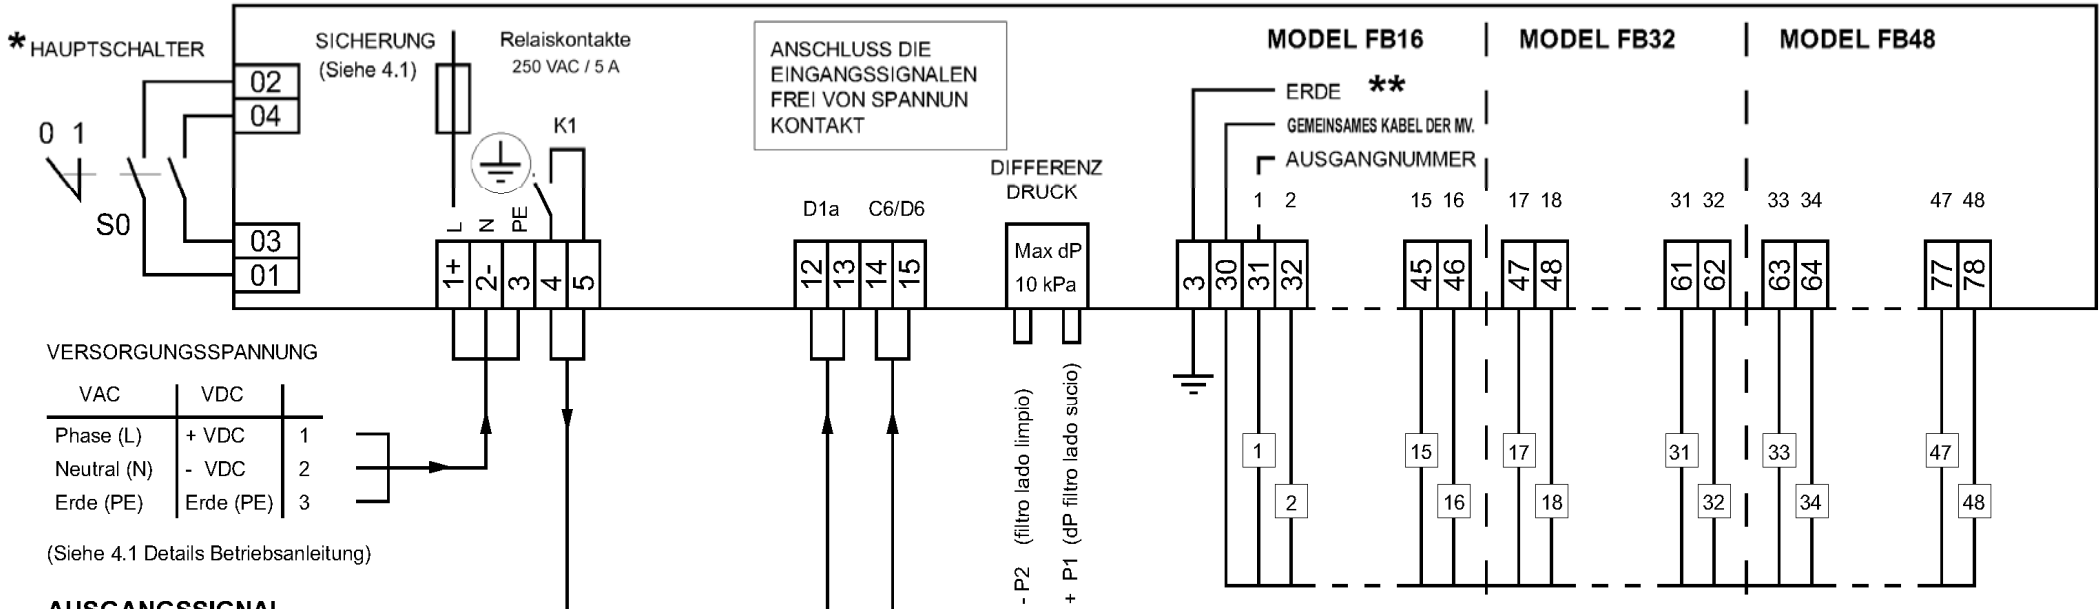 *HAUPTSCHALTER
0 1
S0
02
04
03
01
SICHERUNG
(Siehe 4.1)
Relaiskontakte
250 VAC / 5 A
K1
L
N
PE
1+
2-
3
4
5
ANSCHLUSS DIE
EINGANGSSIGNALEN
FREI VON SPANNUN
KONTAKT
D1a
C6/D6
12
13
14
15
DIFFERENZ
DRUCK
Max dP
10 kPa
- P2 (filtro lado limpio)
+ P1 (dP filtro lado sucio)
MODEL FB16
MODEL FB32
MODEL FB48
ERDE **
GEMEINSAMES KABEL DER MV.
AUSGANGNUMMER
1 2 15 16 17 18 31 32 33 34 47 48
3 30 31 32 45 46 47 48 61 62 63 64 77 78
1 15 17 31 33 47
2 16 18 32 34 48
VERSORGUNGSSPANNUNG
VAC VDC
Phase (L) + VDC 1
Neutral (N) - VDC 2
Erde (PE) Erde (PE) 3
(Siehe 4.1 Details Betriebsanleitung)
AUSGANGSSIGNAL